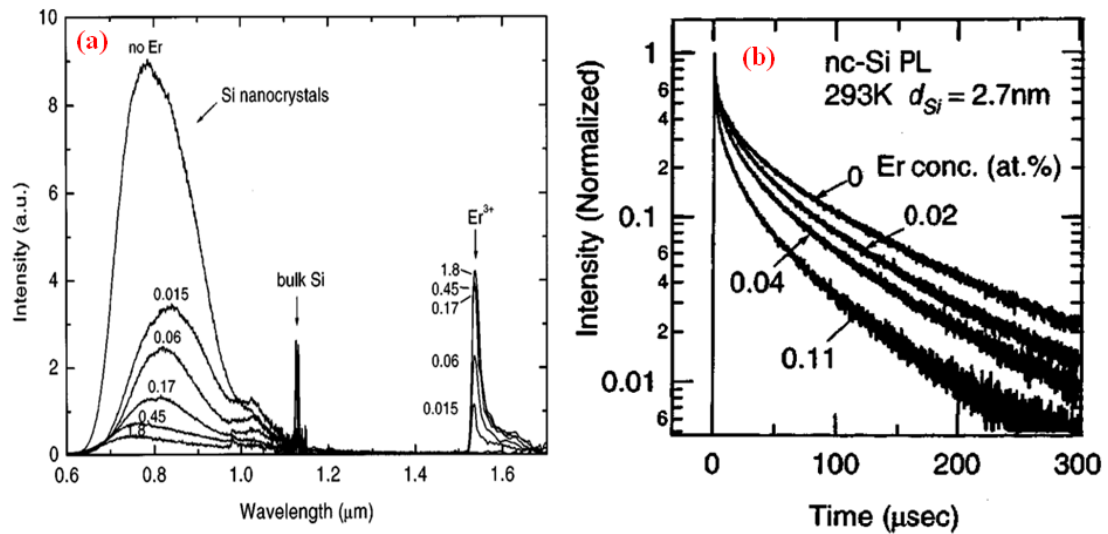 (a)
no Er
Si nanocrystals
0.015
0.06
0.17
0.45
1.8
bulk Si
Er3+
1.8
0.45
0.17
0.06
0.015
10
8
6
4
2
0
Intensity (a.u.)
0.6 0.8 1.0 1.2 1.4 1.6
Wavelength (μm)
(b)
nc-Si PL
293K dSi = 2.7nm
Er conc. (at.%)
0
0.02
0.04
0.11
1
6
4
2
0.1
6
4
2
0.01
6
Intensity (Normalized)
0 100 200 300
Time (μsec)